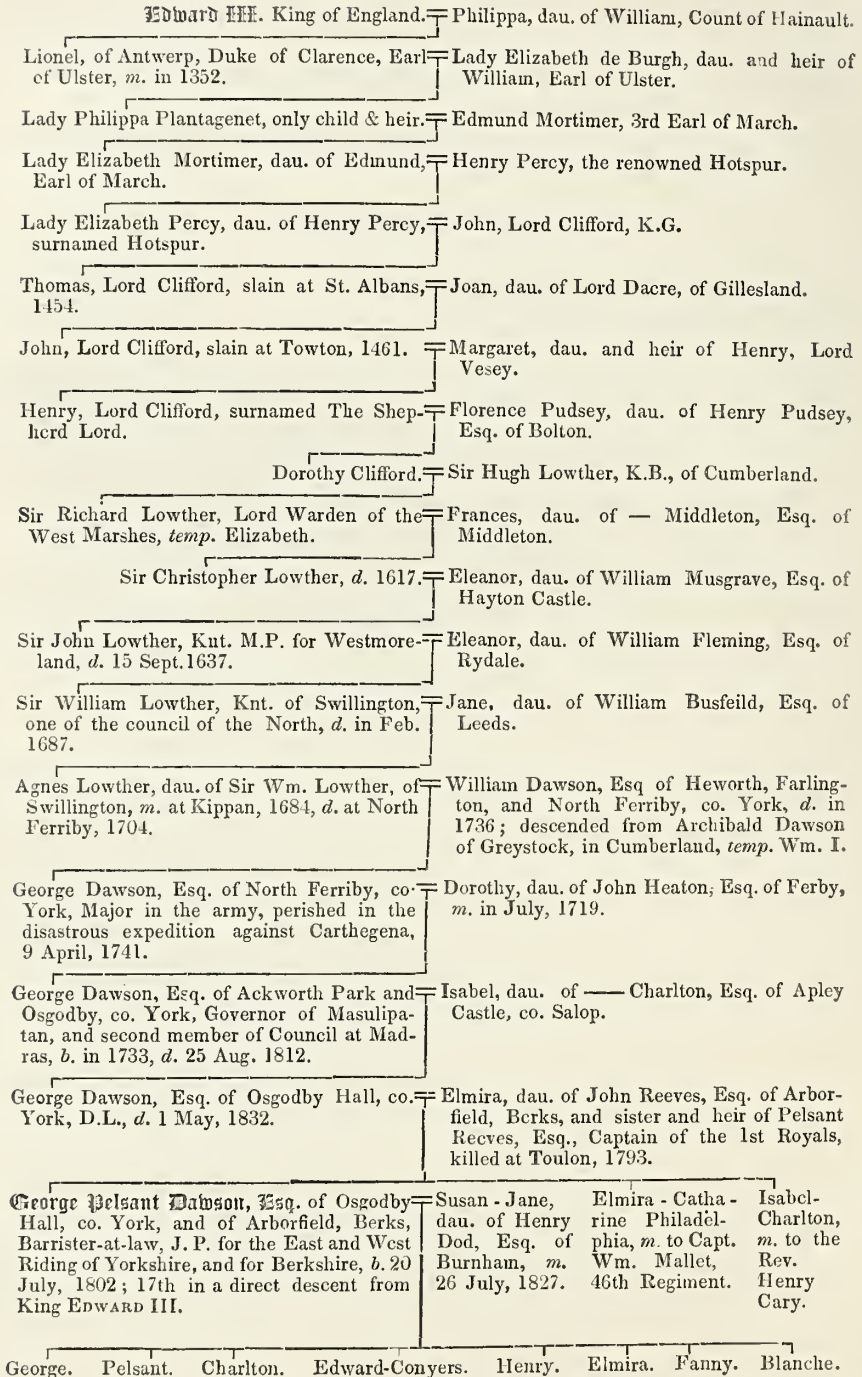 Edward III. King of England. Philippa, dau. of William, Count of Hainault.
Lionel, of Antwerp, Duke of Clarence, Earl
of Ulster, m. in 1352.
Lady Elizabeth de Burgh, dau. and heir of
William, Earl of Ulster.
Lady Philippa Plantagenet, only child & heir. Edmund Mortimer, 3rd Earl of March.
Lady Elizabeth Mortimer, dau. of Edmund,
Earl of March.
Henry Percy, the renowned Hotspur.
Lady Elizabeth Percy, dau. of Henry Percy,
surnamed Hotspur.
John, Lord Clifford, K.G.
Thomas, Lord Clifford, slain at St. Albans,
1454.
Joan, dau. of Lord Dacre, of Gillesland.
John, Lord Clifford, slain at Towton, 1461.
Margaret, dau. and heir of Henry, Lord
Vesey.
Henry, Lord Clifford, surnamed The Shep-
herd Lord.
Florence Pudsey, dau. of Henry Pudsey,
Esq. of Bolton.
Dorothy Clifford. Sir Hugh Lowther, K.B., of Cumberland.
Sir Richard Lowther, Lord Warden of the
West Marshes, temp. Elizabeth.
Frances, dau. of — Middleton, Esq. of
Middleton.
Sir Christopher Lowther, d. 1617.
Eleanor, dau. of William Musgrave, Esq. of
Hayton Castle.
Sir John Lowther, Knt. M.P. for Westmore-
land, d. 15 Sept. 1637.
Eleanor, dau. of William Fleming, Esq. of
Rydale.
Sir William Lowther, Knt. of Swillington,
one of the council of the North, d. in Feb.
1687.
Jane, dau. of William Busfeild, Esq. of
Leeds.
Agnes Lowther, dau. of Sir Wm. Lowther, of
Swillington, m. at Kippan, 1684, d. at North
Ferriby, 1704.
William Dawson, Esq of Heworth, Farling-
ton, and North Ferriby, co. York, d. in
1736; descended from Archibald Dawson
of Greystock, in Cumberland, temp. Wm. I.
George Dawson, Esq. of North Ferriby, co.
York, Major in the army, perished in the
disastrous expedition against Carthegena,
9 April, 1741.
Dorothy, dau. of John Heaton, Esq. of Ferby,
m. in July, 1719.
George Dawson, Esq. of Ackworth Park and
Osgodby, co. York, Governor of Masulipa-
tan, and second member of Council at Mad-
ras, b. in 1733, d. 25 Aug. 1812.
Isabel, dau. of —— Charlton, Esq. of Apley
Castle, co. Salop.
George Dawson, Esq. of Osgodby Hall, co.
York, D.L., d. 1 May, 1832.
Elmira, dau. of John Reeves, Esq. of Arbor-
field, Berks, and sister and heir of Pelsant
Reeves, Esq., Captain of the 1st Royals,
killed at Toulon, 1793.
George Pelsant Dawson, Esq. of Osgodby
Hall, co. York, and of Arborfield, Berks,
Barrister-at-law, J. P. for the East and West
Riding of Yorkshire, and for Berkshire, b. 20
July, 1802; 17th in a direct descent from
King EDWARD III.
Susan-Jane,
dau. of Henry
Dod, Esq. of
Burnham, m.
26 July, 1827.
Elmira-Catha-
rine Philadel-
phia, m. to Capt.
Wm. Mallet,
46th Regiment.
Isabel-
Charlton,
m. to the
Rev.
Henry
Cary.
George. Pelsant. Charlton. Edward-Conyers. Henry. Elmira. Fanny. Blanche.